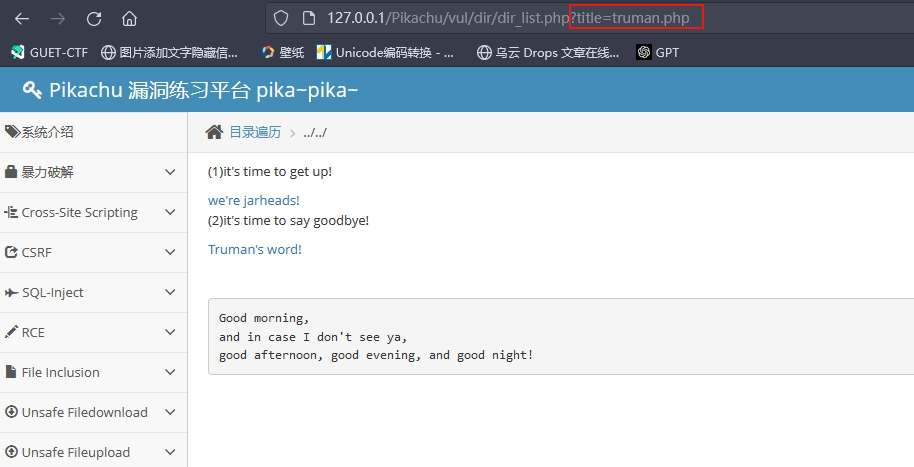 127.0.0.1/Pikachu/vul/dir/dir_list.php?title=truman.php
GUET-CTF 图片添加文字隐藏信... 壁纸 Unicode编码转换 - ... 乌云 Drops 文章在线... GPT
Pikachu 漏洞练习平台 pika~pika~
系统介绍
目录遍历 > ../../
暴力破解
(1)it's time to get up!
we're jarheads!
Cross-Site Scripting
(2)it's time to say goodbye!
CSRF
Truman's word!
SQL-Inject
RCE
Good morning,
and in case I don't see ya,
good afternoon, good evening, and good night!
File Inclusion
Unsafe Filedownload
Unsafe Fileupload